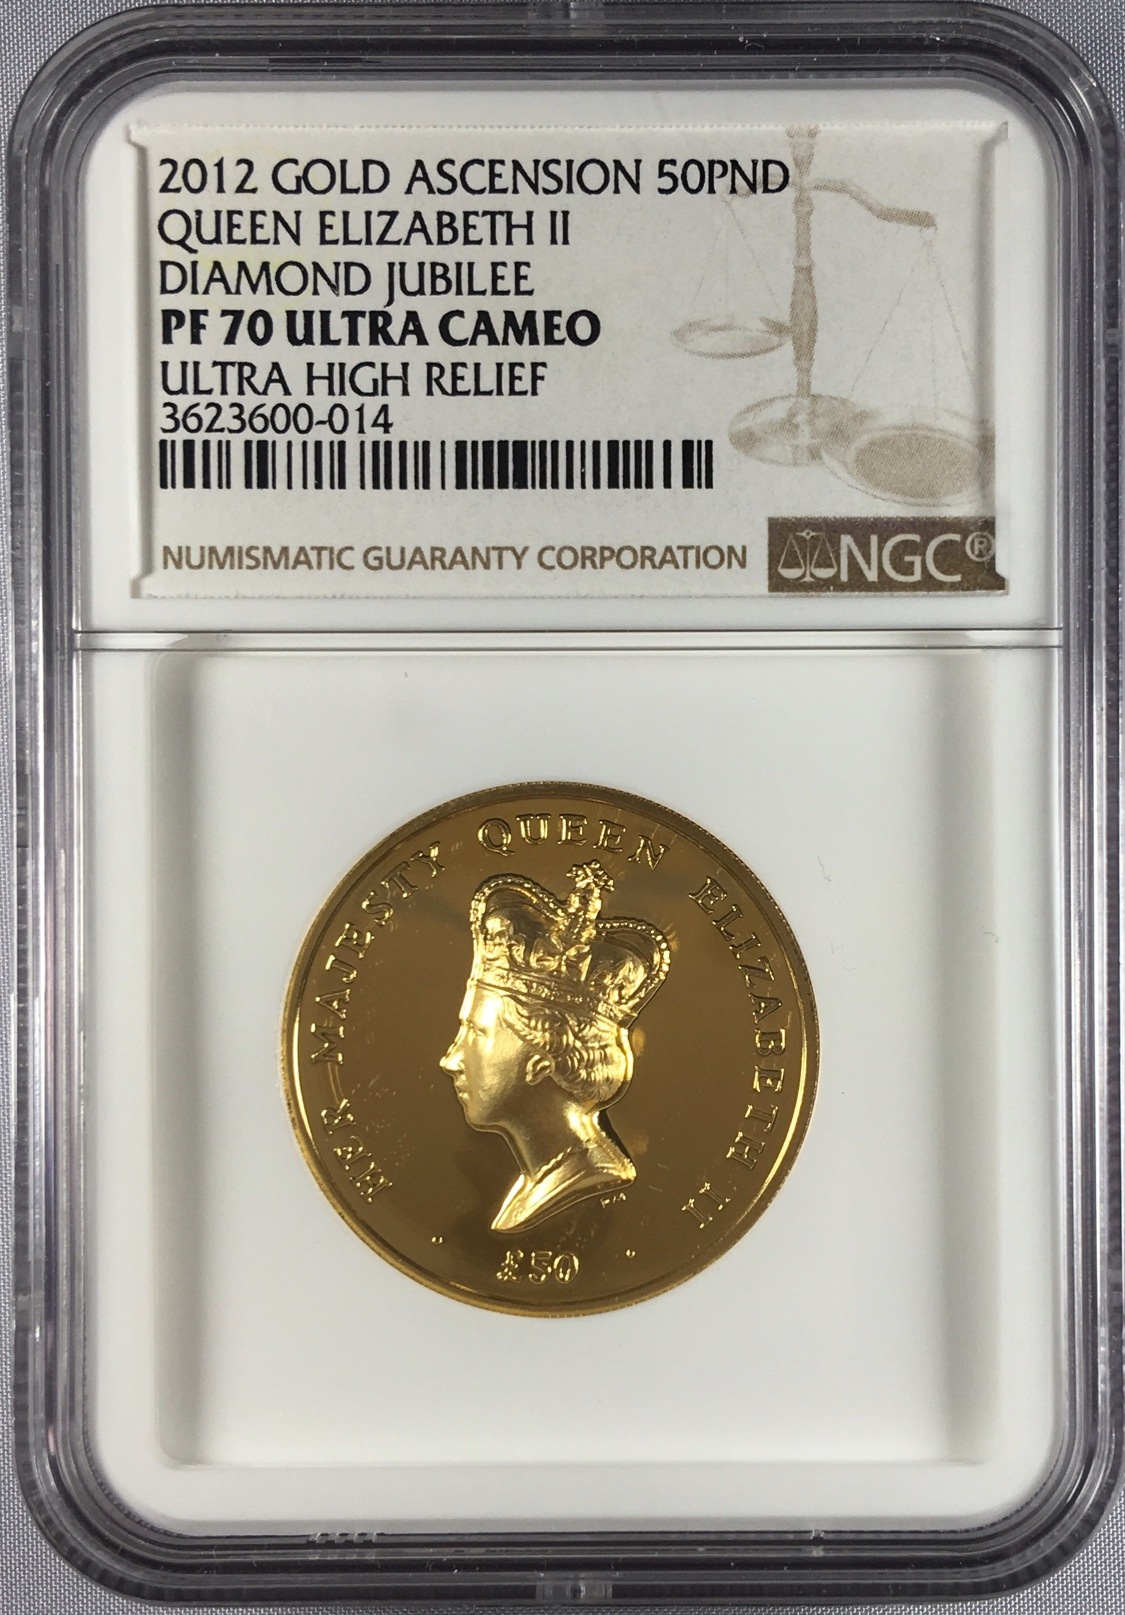 2012 GOLD ASCENSION 50PND
QUEEN ELIZABETH II
DIAMOND JUBILEE
PF 70 ULTRA CAMEO
ULTRA HIGH RELIEF
3623600-014
NUMISMATIC GUARANTY CORPORATION
NGC®
HER MAJESTY QUEEN ELIZABETH II
£50